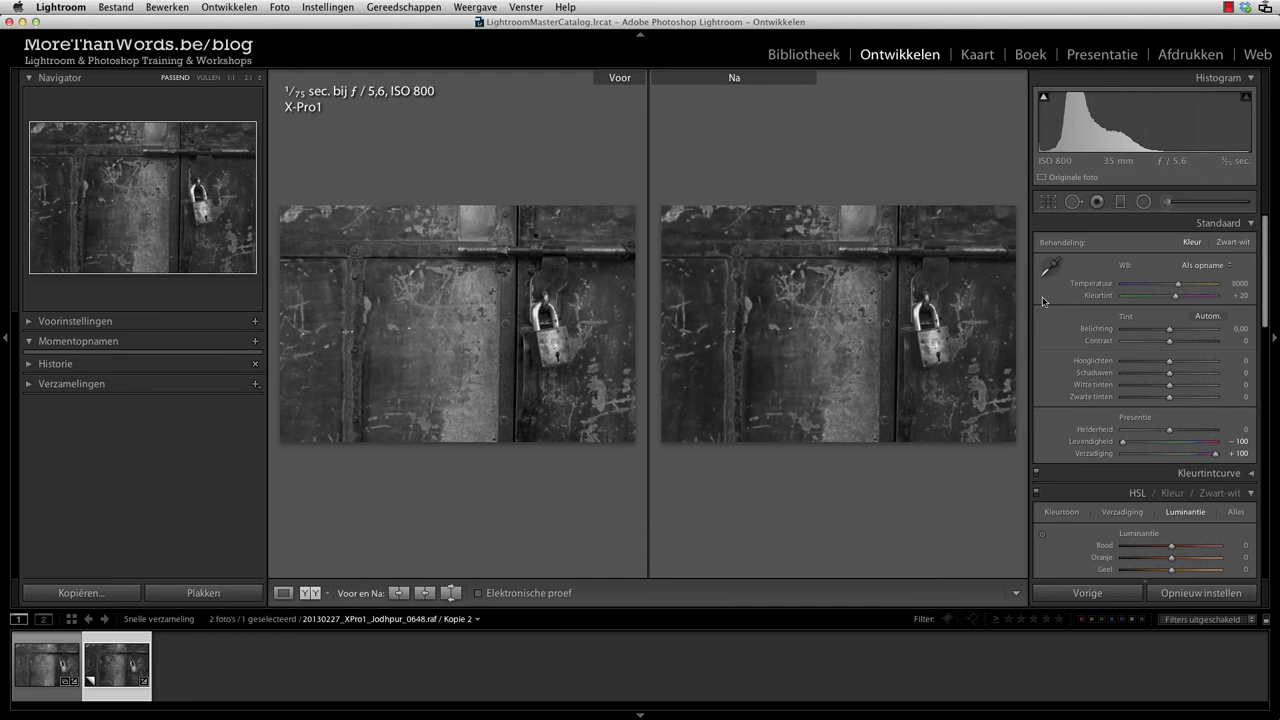 Lightroom Bestand Bewerken Ontwikkelen Foto Instellingen Gereedschappen Weergave Venster Help
LightroomMasterCatalog.lrcat - Adobe Photoshop Lightroom - Ontwikkelen
MoreThanWords.be/blog
Lightroom & Photoshop Training & Workshops
Bibliotheek | Ontwikkelen | Kaart | Boek | Presentatie | Afdrukken | Web
Navigator PASSEND VULLEN 1:1 2:1
Voor
Na
Histogram
1/75 sec. bij ƒ / 5,6, ISO 800
X-Pro1
ISO 800 35 mm ƒ / 5,6 1/75 sec.
Originele foto
Standaard
Behandeling: Kleur Zwart-wit
WB: Als opname
Temperatuur 8000
Kleurtint + 20
Tint Autom.
Belichting 0,00
Contrast 0
Hooglichten 0
Schaduwen 0
Witte tinten 0
Zwarte tinten 0
Presentie
Helderheid 0
Levendigheid − 100
Verzadiging + 100
Kleurtintcurve
HSL / Kleur / Zwart-wit
Kleurtoon Verzadiging Luminantie Alles
Luminantie
Rood 0
Oranje 0
Geel 0
Voorinstellingen
Momentopnamen
Historie
Verzamelingen
Kopiëren... Plakken
Y Y Voor en Na: Elektronische proef
Vorige Opnieuw instellen
1 2 Snelle verzameling 2 foto's / 1 geselecteerd / 20130227_XPro1_Jodhpur_0648.raf / Kopie 2
Filter: ≥ Filters uitgeschakeld